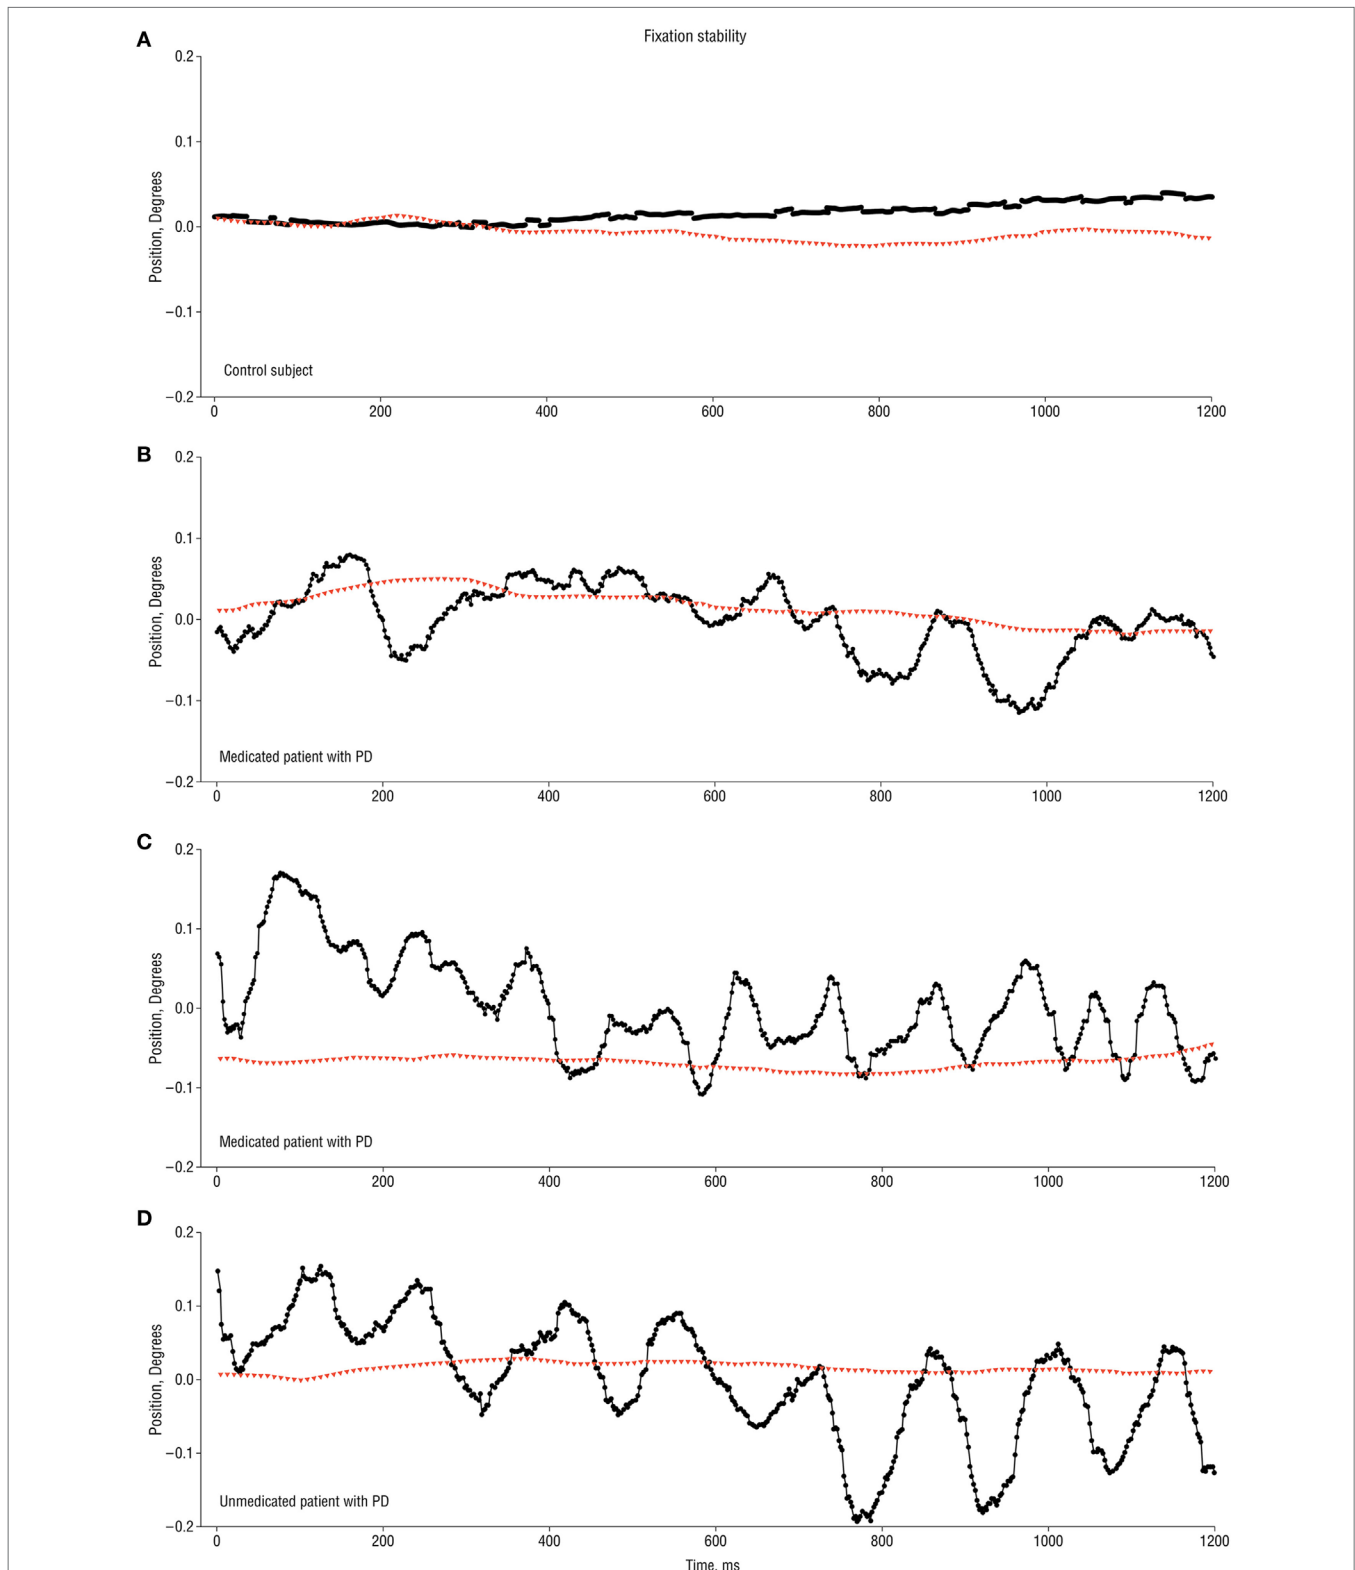 A
Fixation stability
0.2
0.1
0.0
−0.1
−0.2
Position, Degrees
Control subject
0 200 400 600 800 1000 1200
B
0.2
0.1
0.0
−0.1
−0.2
Position, Degrees
Medicated patient with PD
0 200 400 600 800 1000 1200
C
0.2
0.1
0.0
−0.1
−0.2
Position, Degrees
Medicated patient with PD
0 200 400 600 800 1000 1200
D
0.2
0.1
0.0
−0.1
−0.2
Position, Degrees
Unmedicated patient with PD
0 200 400 600 800 1000 1200
Time, ms